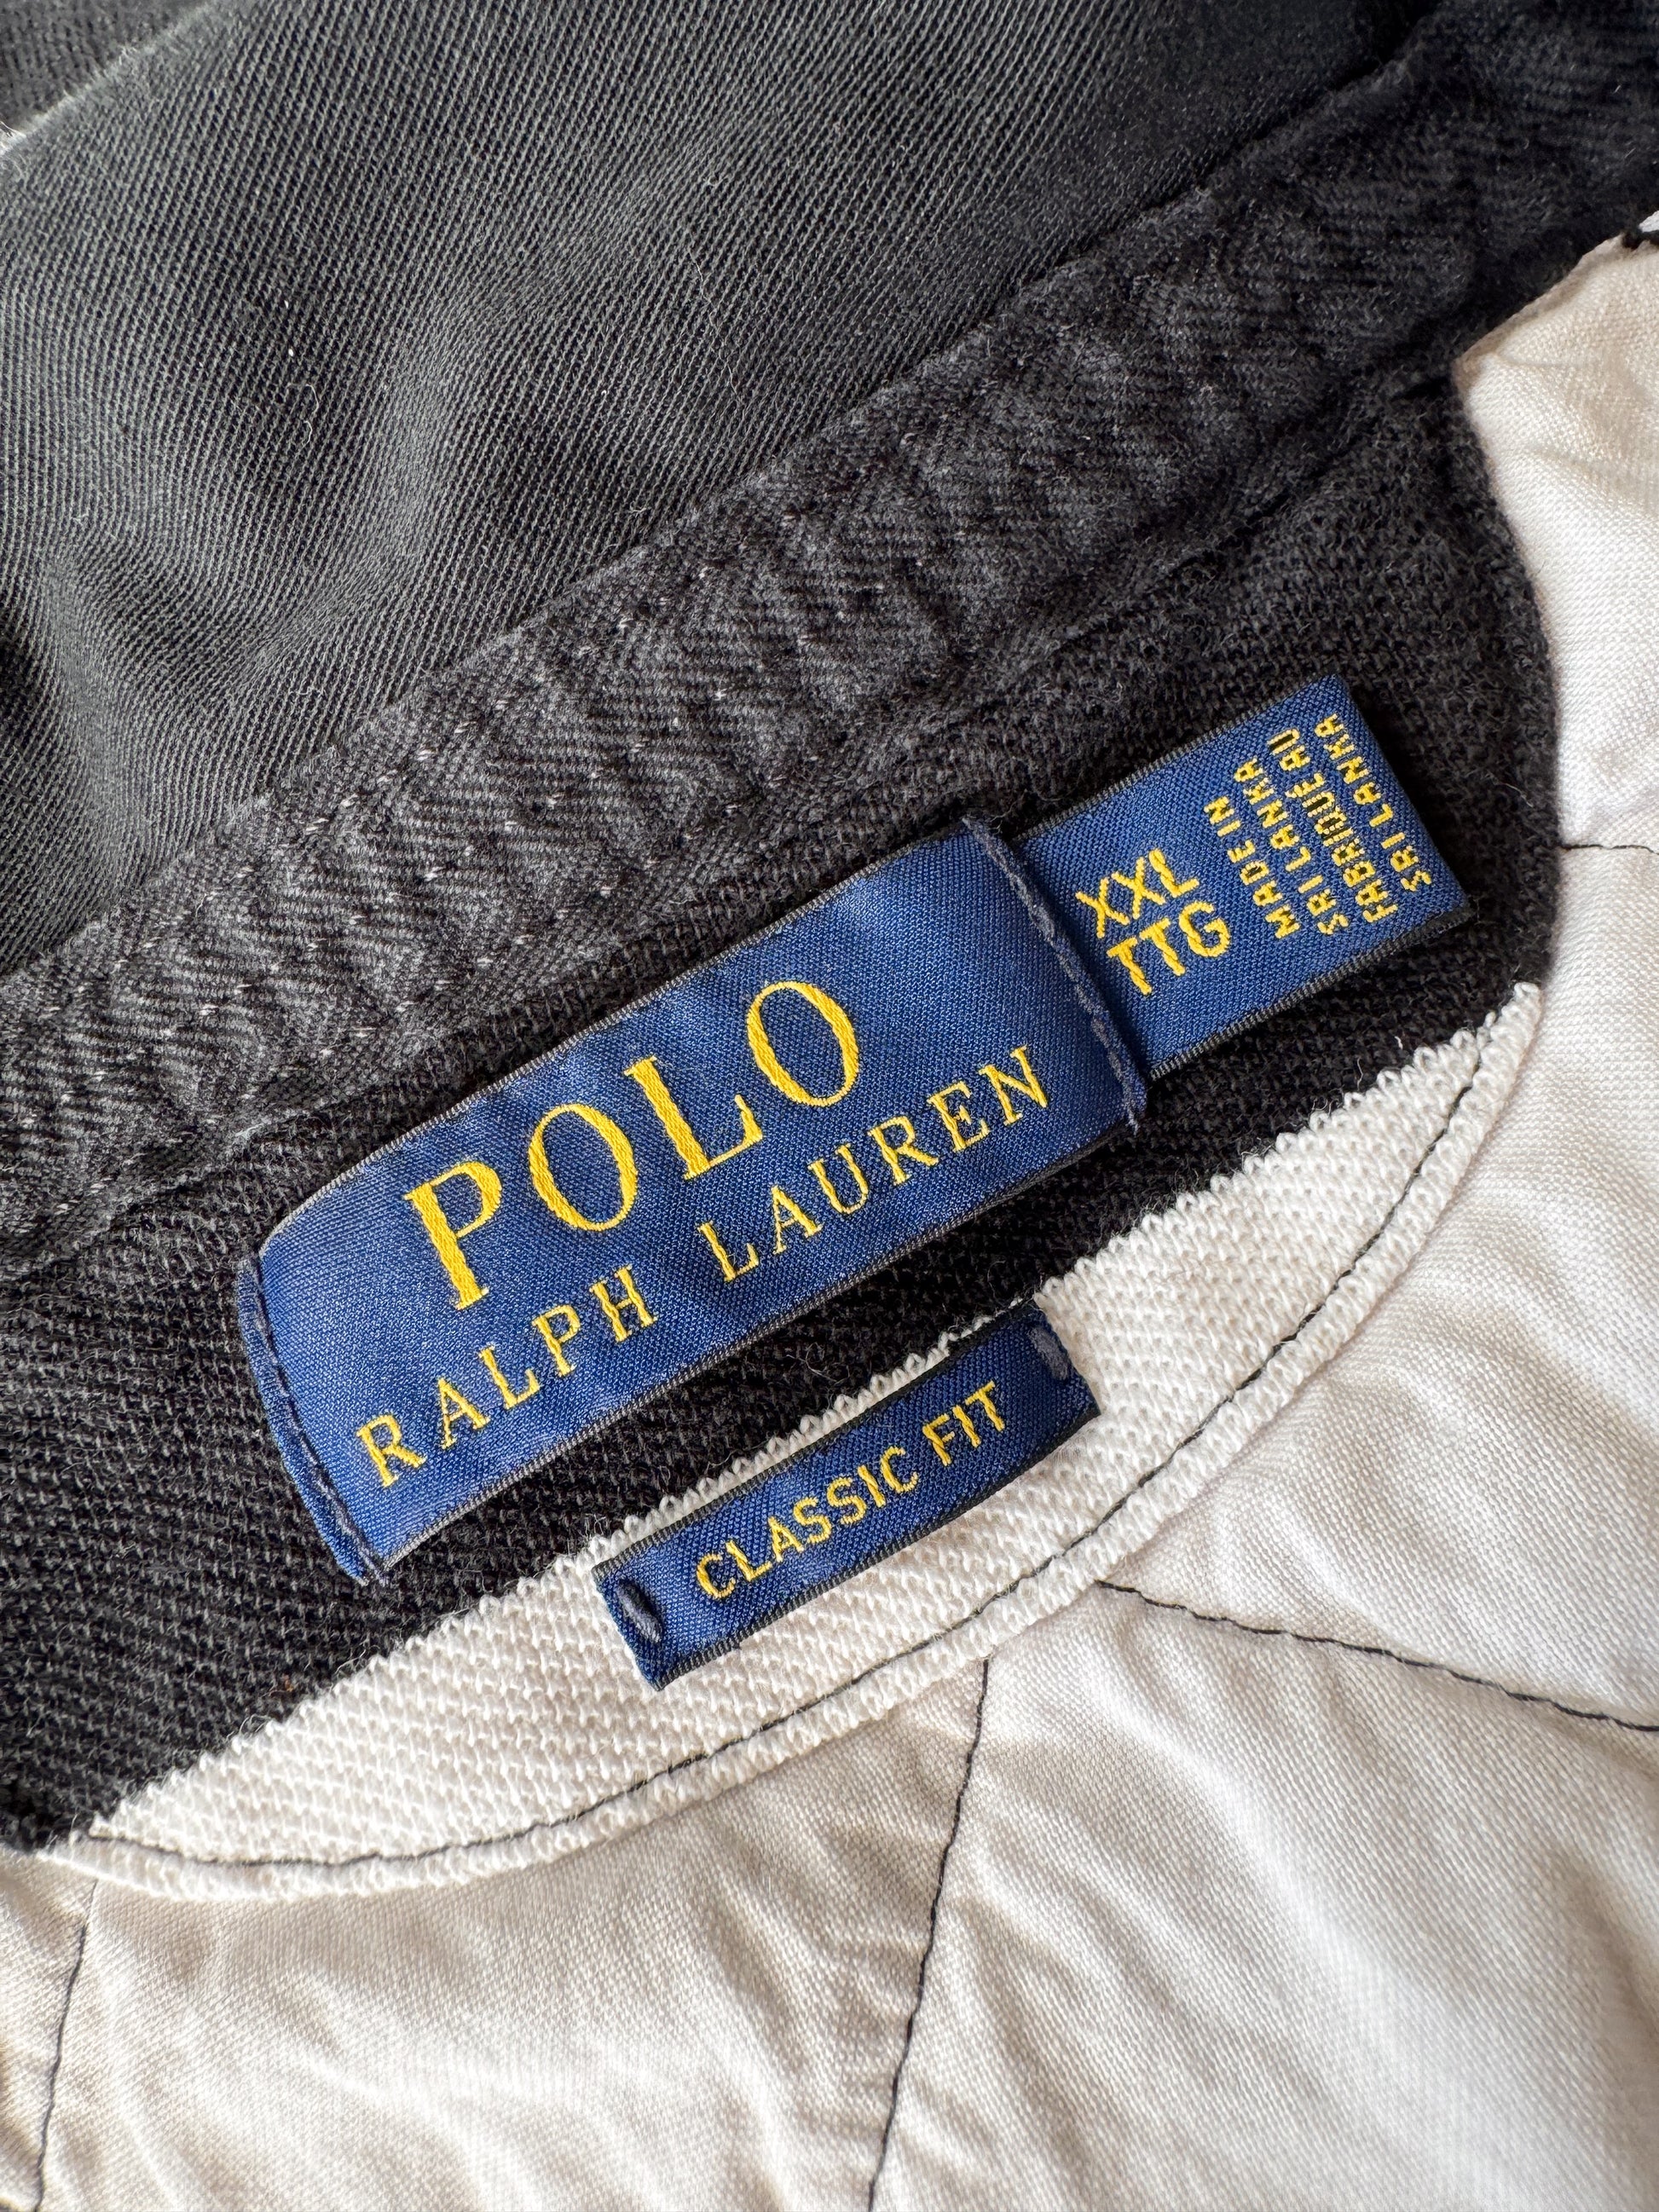 POLO
RALPH LAUREN
XXL
TTG
MADE IN
SRI LANKA
FABRIQUÉ AU
SRI LANKA
CLASSIC FIT